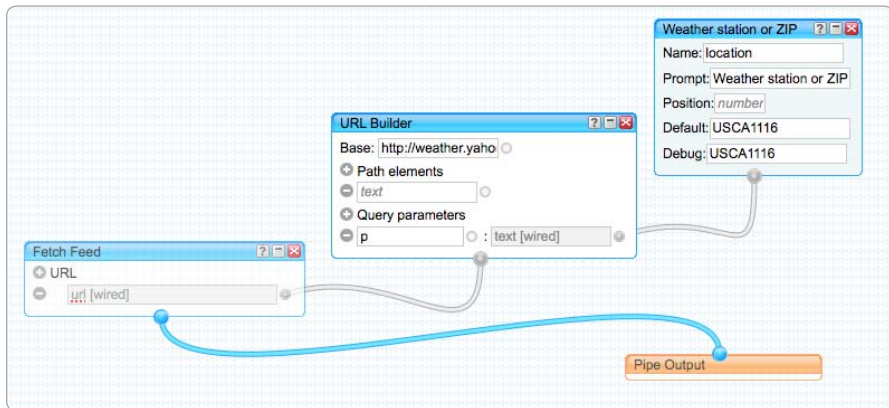 Weather station or ZIP
Name: location
Prompt: Weather station or ZIP
Position: number
Default: USCA1116
Debug: USCA1116
URL Builder
Base: http://weather.yaho
Path elements
text
Query parameters
p : text [wired]
Fetch Feed
URL
url [wired]
Pipe Output